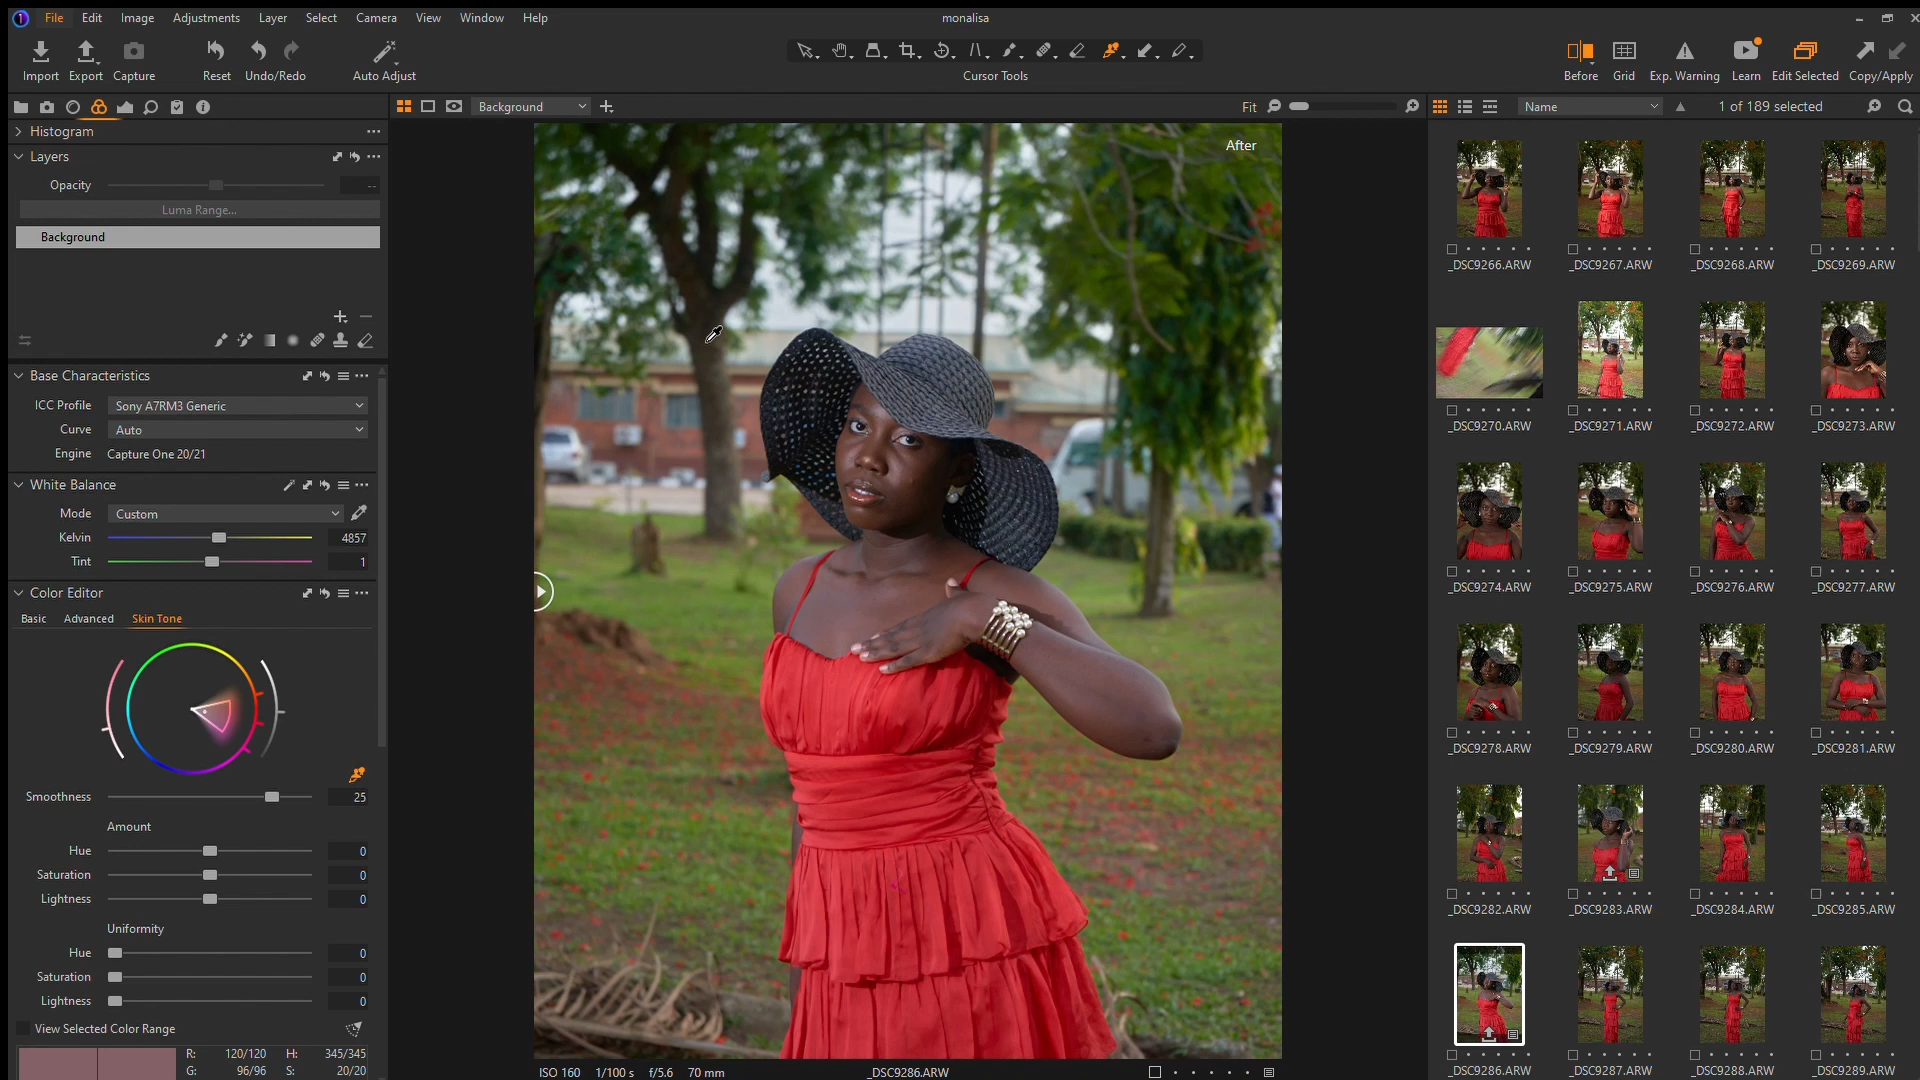 File Edit Image Adjustments Layer Select Camera View Window Help
monalisa
Import Export Capture Reset Undo/Redo Auto Adjust
Cursor Tools
Before Grid Exp. Warning Learn Edit Selected Copy/Apply
Background
Fit
Name
1 of 189 selected
Histogram
Layers
Opacity --
Luma Range...
Background
Base Characteristics
ICC Profile Sony A7RM3 Generic
Curve Auto
Engine Capture One 20/21
White Balance
Mode Custom
Kelvin 4857
Tint 1
Color Editor
Basic Advanced Skin Tone
Smoothness 25
Amount
Hue 0
Saturation 0
Lightness 0
Uniformity
Hue 0
Saturation 0
Lightness 0
View Selected Color Range
R: 120/120 H: 345/345
G: 96/96 S: 20/20
After
ISO 160 1/100 s f/5.6 70 mm _DSC9286.ARW
_DSC9266.ARW _DSC9267.ARW _DSC9268.ARW _DSC9269.ARW
_DSC9270.ARW _DSC9271.ARW _DSC9272.ARW _DSC9273.ARW
_DSC9274.ARW _DSC9275.ARW _DSC9276.ARW _DSC9277.ARW
_DSC9278.ARW _DSC9279.ARW _DSC9280.ARW _DSC9281.ARW
_DSC9282.ARW _DSC9283.ARW _DSC9284.ARW _DSC9285.ARW
_DSC9286.ARW _DSC9287.ARW _DSC9288.ARW _DSC9289.ARW